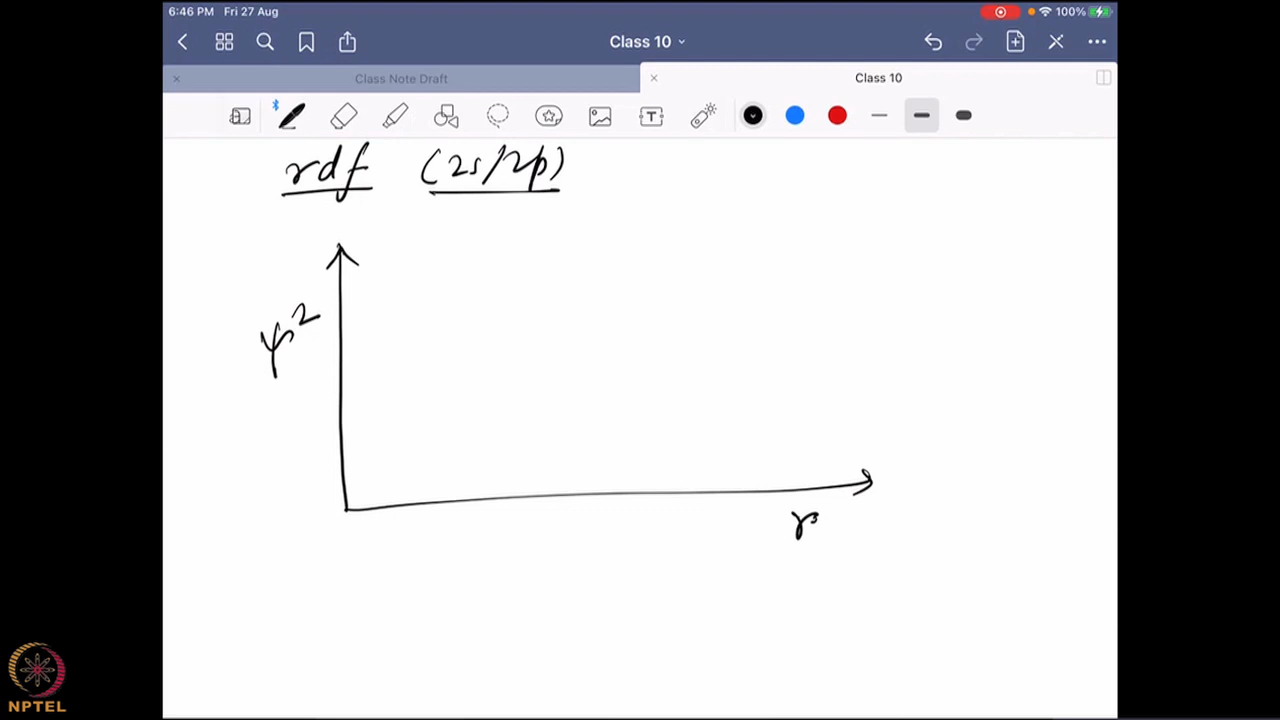 6:46 PM Fri 27 Aug
100%
Class 10
Class Note Draft
Class 10
T
rdf (2s/2p)
ψ²
r
NPTEL